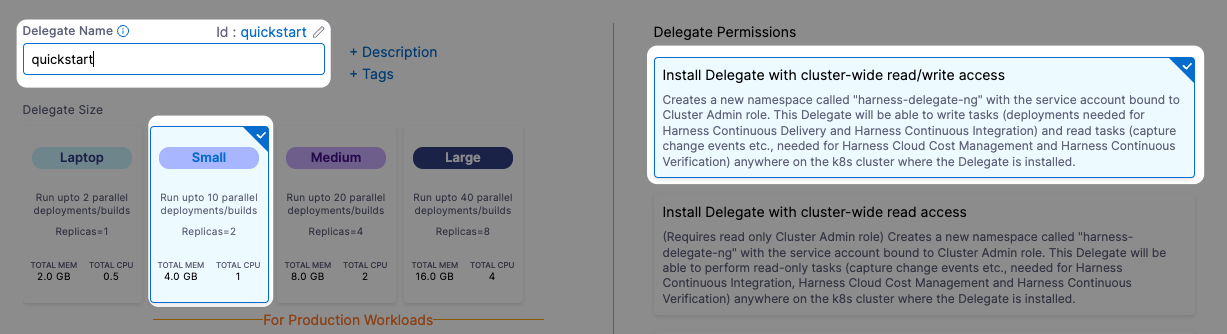 Delegate Name
Id : quickstart
quickstart
+ Description
+ Tags
Delegate Size
Laptop
Run upto 2 parallel
deployments/builds
Replicas=1
TOTAL MEM TOTAL CPU
2.0 GB 0.5
Small
Run upto 10 parallel
deployments/builds
Replicas=2
TOTAL MEM TOTAL CPU
4.0 GB 1
Medium
Run upto 20 parallel
deployments/builds
Replicas=4
TOTAL MEM TOTAL CPU
8.0 GB 2
Large
Run upto 40 parallel
deployments/builds
Replicas=8
TOTAL MEM TOTAL CPU
16.0 GB 4
For Production Workloads
Delegate Permissions
Install Delegate with cluster-wide read/write access
Creates a new namespace called "harness-delegate-ng" with the service account bound to
Cluster Admin role. This Delegate will be able to write tasks (deployments needed for
Harness Continuous Delivery and Harness Continuous Integration) and read tasks (capture
change events etc., needed for Harness Cloud Cost Management and Harness Continuous
Verification) anywhere on the k8s cluster where the Delegate is installed.
Install Delegate with cluster-wide read access
(Requires read only Cluster Admin role) Creates a new namespace called "harness-
delegate-ng" with the service account bound to Cluster Admin role. This Delegate will be
able to perform read-only tasks (capture change events etc., needed for Harness
Continuous Integration, Harness Cloud Cost Management and Harness Continuous
Verification) anywhere on the k8s cluster where the Delegate is installed.